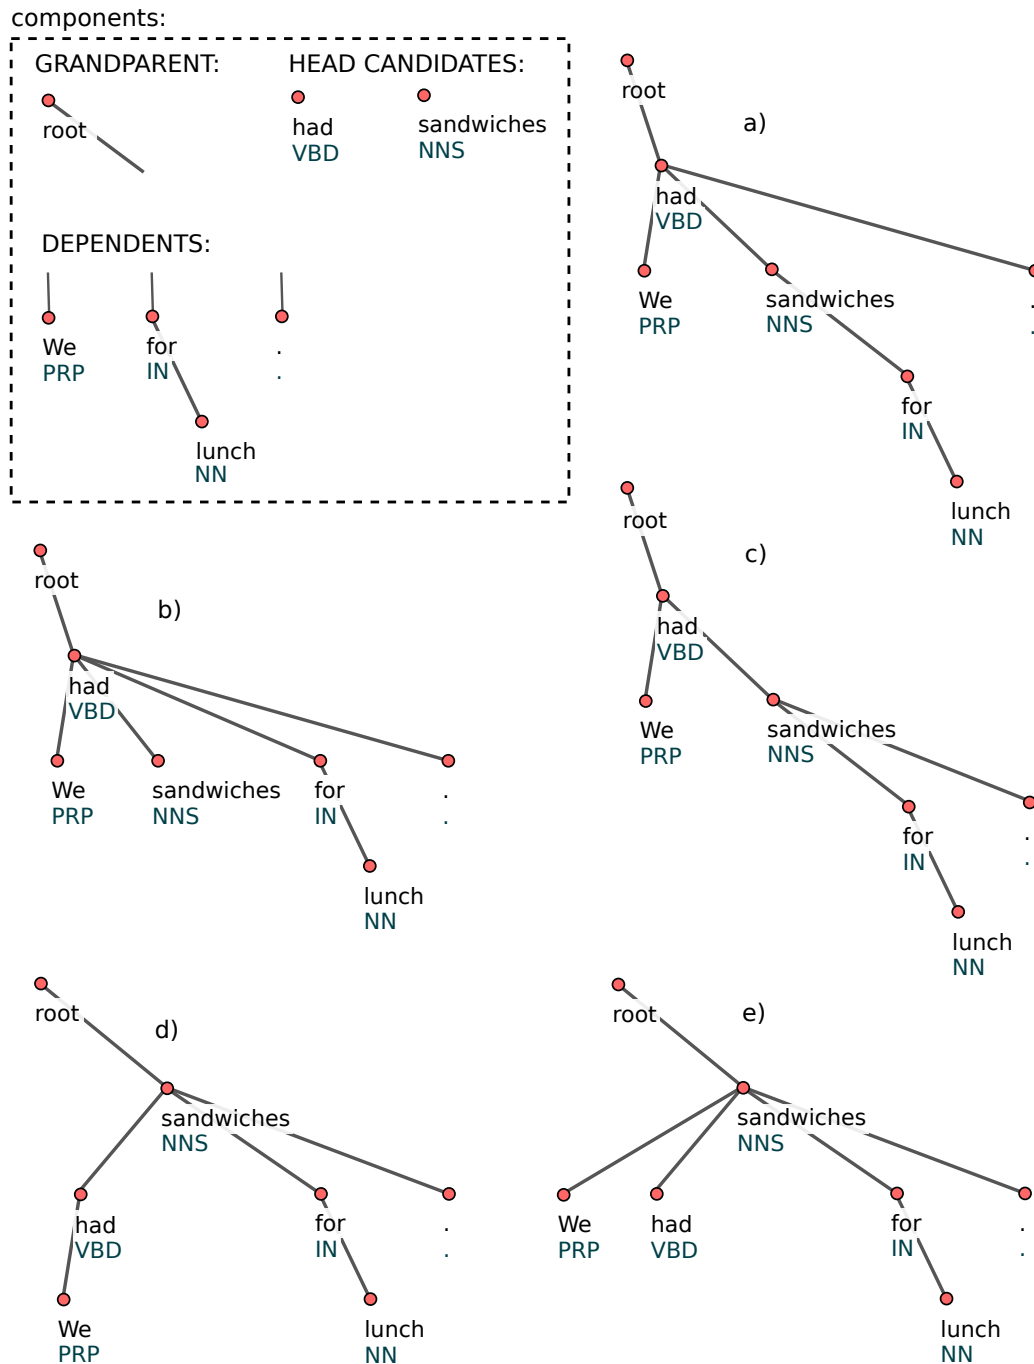 components:
GRANDPARENT: HEAD CANDIDATES:
root
had sandwiches
VBD NNS
DEPENDENTS:
We for .
PRP IN .
lunch
NN
a)
root
had
VBD
We sandwiches .
PRP NNS .
for
IN
lunch
NN
b)
root
had
VBD
We sandwiches for .
PRP NNS IN .
lunch
NN
c)
root
had
VBD
We sandwiches
PRP NNS
for .
IN .
lunch
NN
d)
root
sandwiches
NNS
had for .
VBD IN .
We lunch
PRP NN
e)
root
sandwiches
NNS
We had for .
PRP VBD IN .
lunch
NN